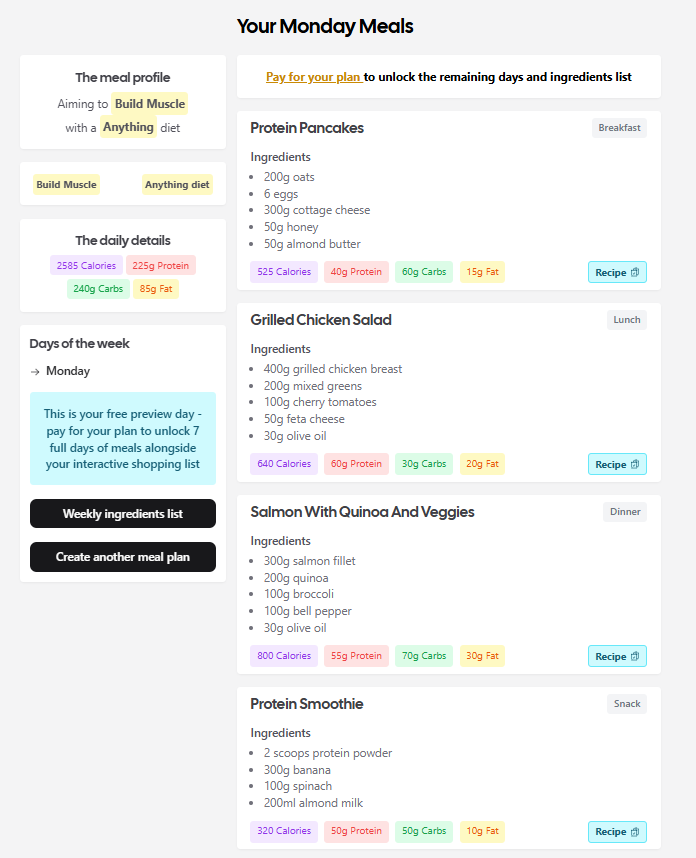 Your Monday Meals
The meal profile
Aiming to Build Muscle
with a Anything diet
Build Muscle
Anything diet
The daily details
2585 Calories 225g Protein
240g Carbs 85g Fat
Days of the week
→ Monday
This is your free preview day -
pay for your plan to unlock 7
full days of meals alongside
your interactive shopping list
Weekly ingredients list
Create another meal plan
Pay for your plan to unlock the remaining days and ingredients list
Protein Pancakes
Breakfast
Ingredients
• 200g oats
• 6 eggs
• 300g cottage cheese
• 50g honey
• 50g almond butter
525 Calories 40g Protein 60g Carbs 15g Fat
Recipe
Grilled Chicken Salad
Lunch
Ingredients
• 400g grilled chicken breast
• 200g mixed greens
• 100g cherry tomatoes
• 50g feta cheese
• 30g olive oil
640 Calories 60g Protein 30g Carbs 20g Fat
Recipe
Salmon With Quinoa And Veggies
Dinner
Ingredients
• 300g salmon fillet
• 200g quinoa
• 100g broccoli
• 100g bell pepper
• 30g olive oil
800 Calories 55g Protein 70g Carbs 30g Fat
Recipe
Protein Smoothie
Snack
Ingredients
• 2 scoops protein powder
• 300g banana
• 100g spinach
• 200ml almond milk
320 Calories 50g Protein 50g Carbs 10g Fat
Recipe